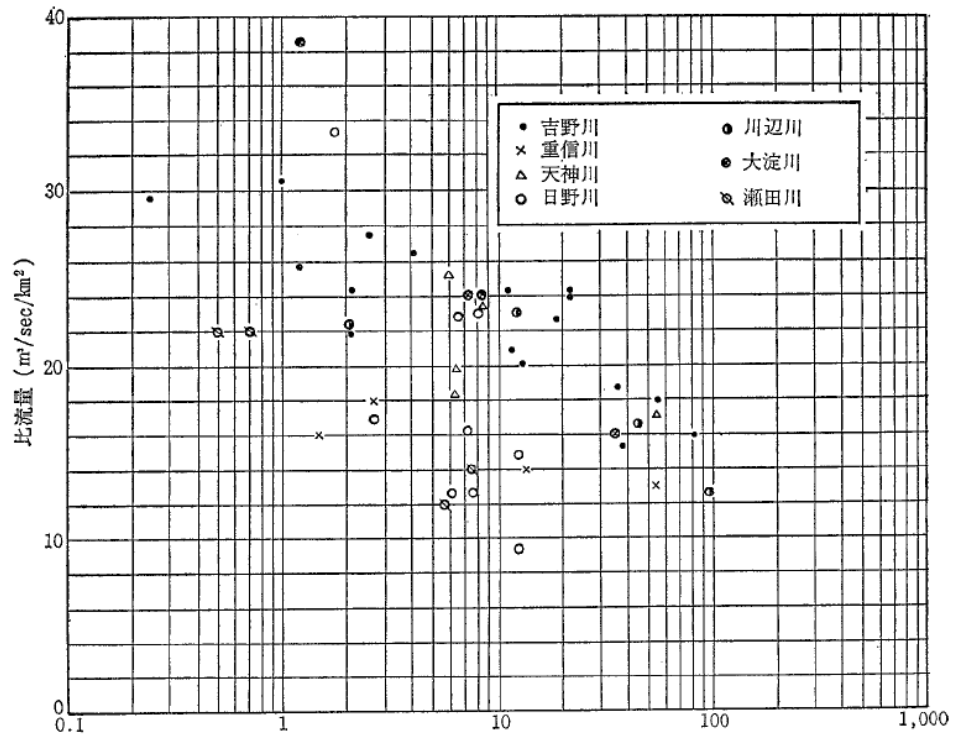 40
30
20
10
0
0.1
1
10
100
1,000
比流量 (m³/sec/km²)
吉野川
重信川
天神川
日野川
川辺川
大淀川
瀬田川